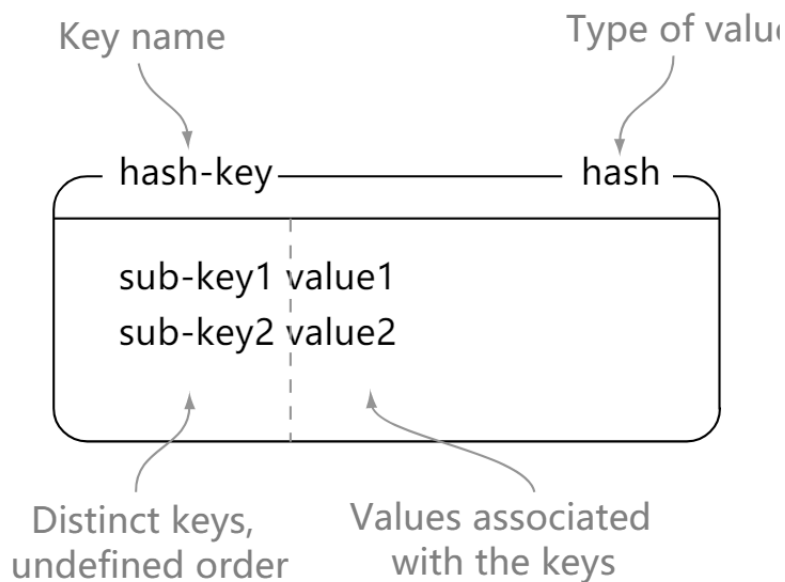 Key name
Type of valu
hash-key
hash
sub-key1 value1
sub-key2 value2
Distinct keys,
undefined order
Values associated
with the keys